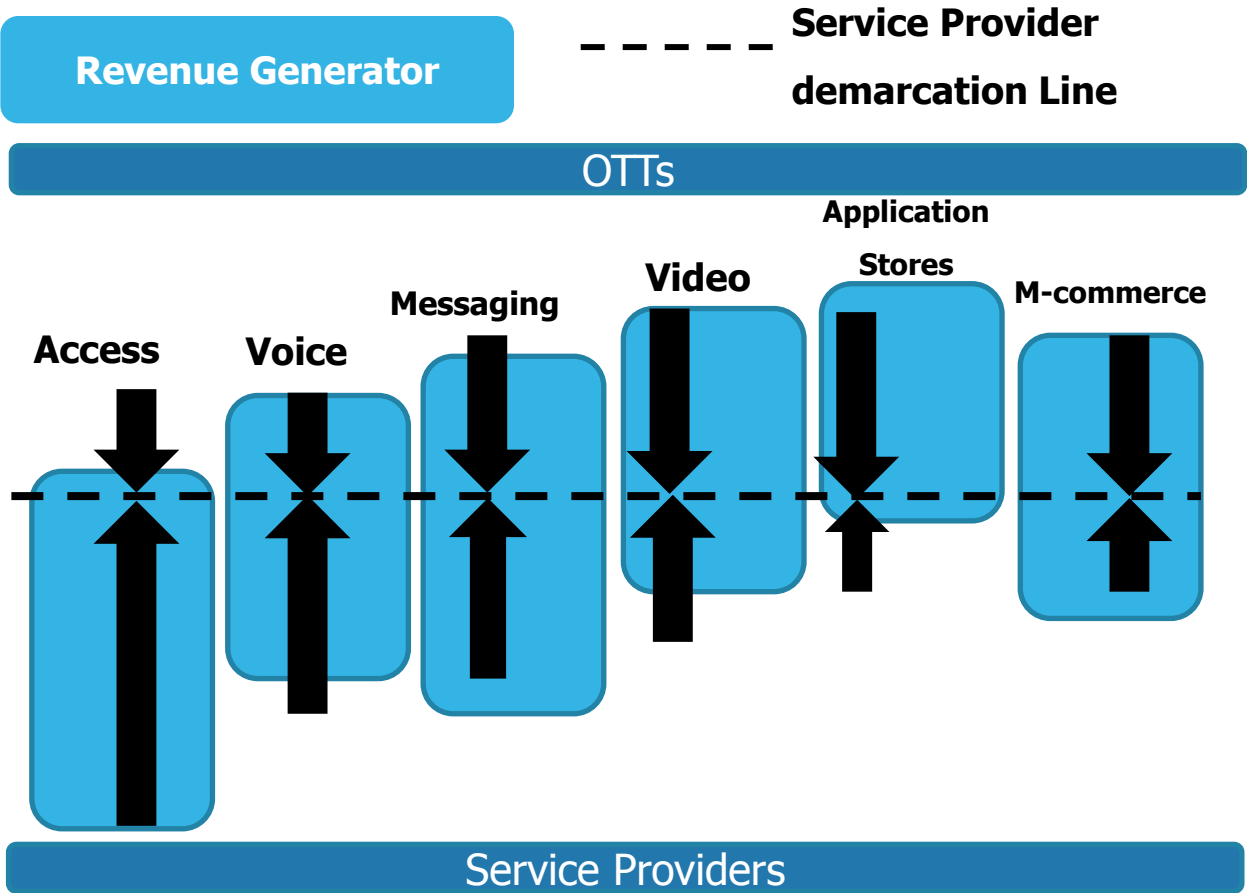 Revenue Generator
Service Provider
demarcation Line
OTTs
Application
Stores
Video
M-commerce
Messaging
Access
Voice
Service Providers